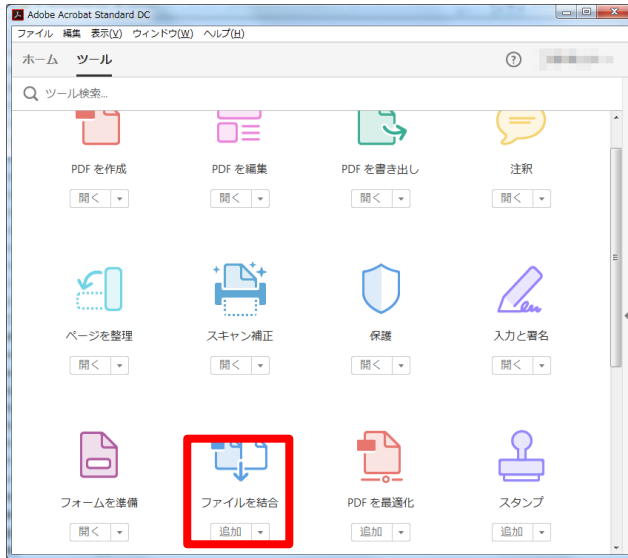 Adobe Acrobat Standard DC
ファイル 編集 表示(V) ウィンドウ(W) ヘルプ(H)
ホーム ツール
ツール検索...
PDF を作成 PDF を編集 PDF を書き出し 注釈
開く 開く 開く 開く
ページを整理 スキャン補正 保護 入力と署名
開く 開く 開く 開く
フォームを準備 ファイルを結合 PDF を最適化 スタンプ
開く 追加 追加 追加